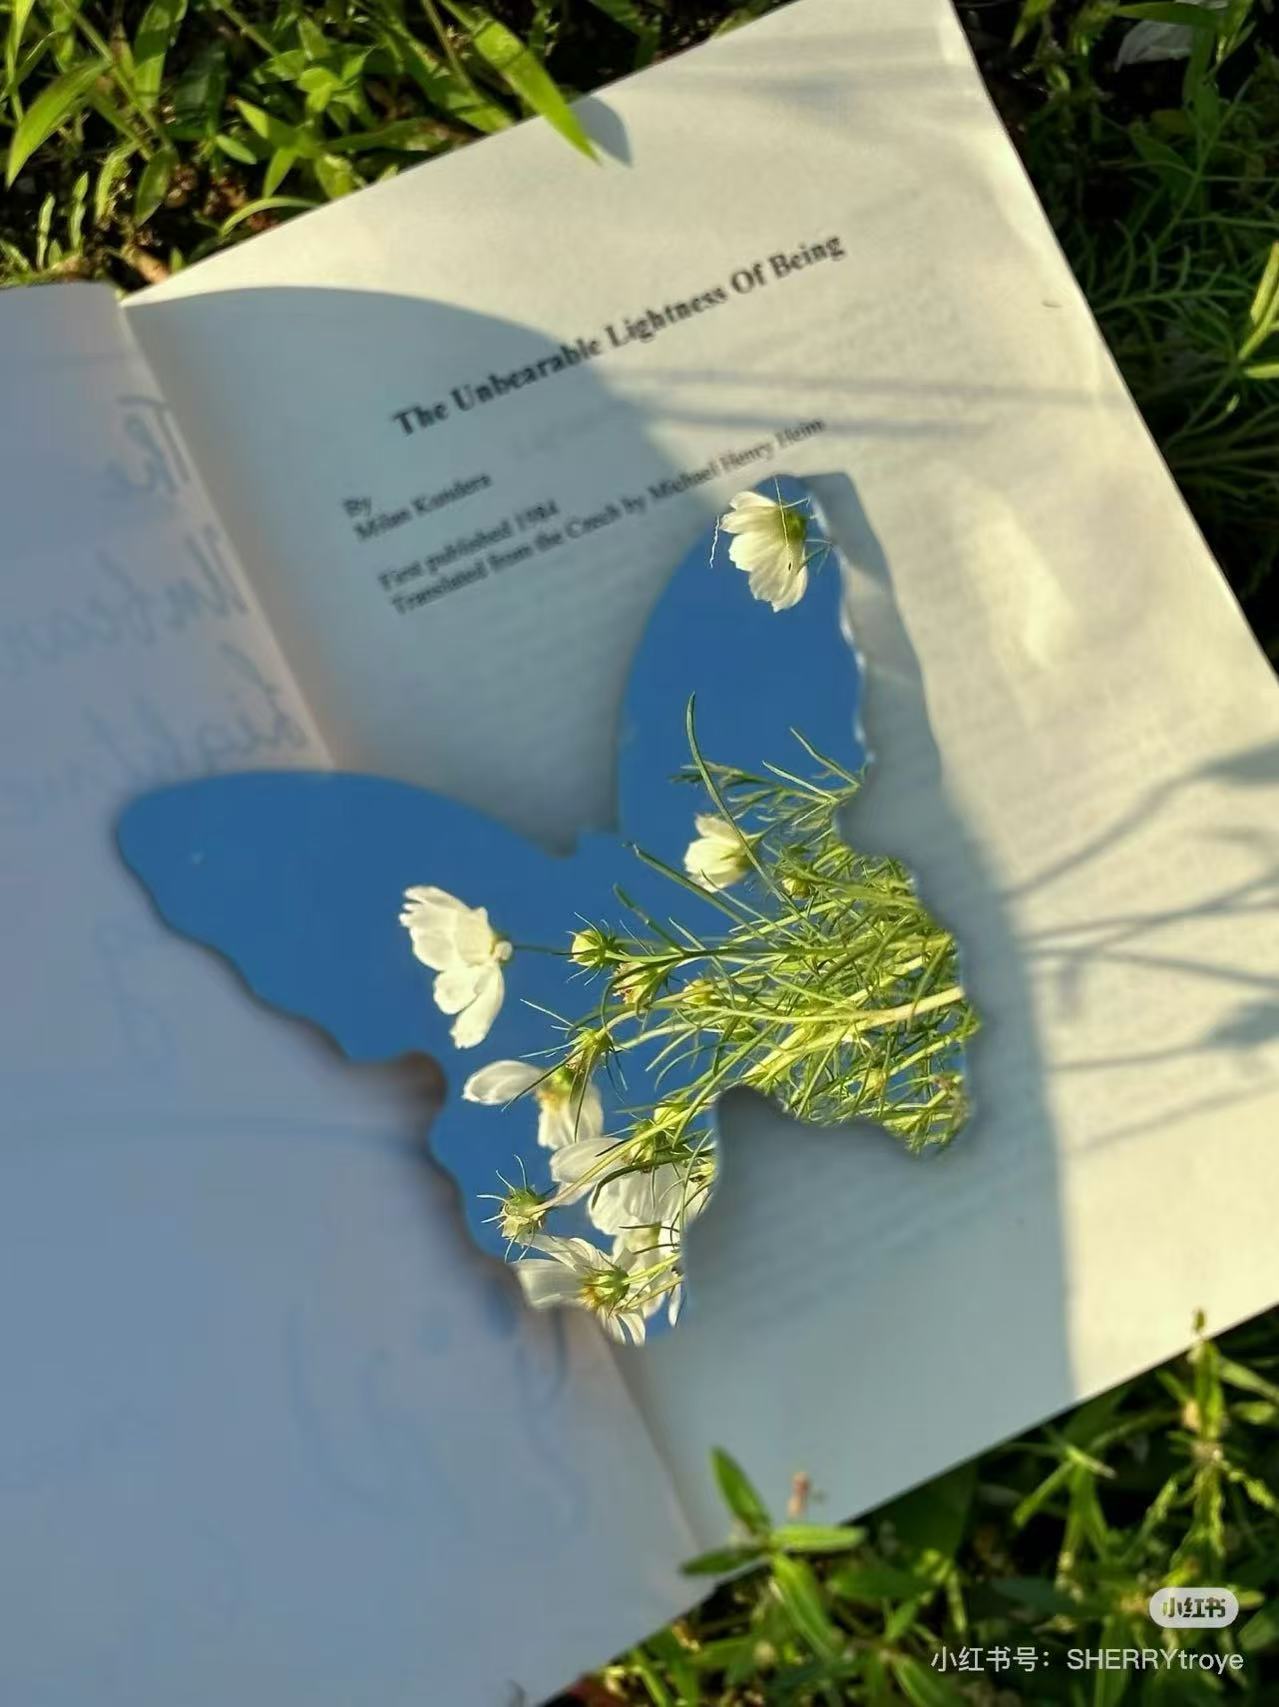 The Unbearable Lightness Of Being
By
Milan Kundera
First published 1984
Translated from the Czech by Michael Henry Heim
The
小红书
小红书号：SHERRYtroye